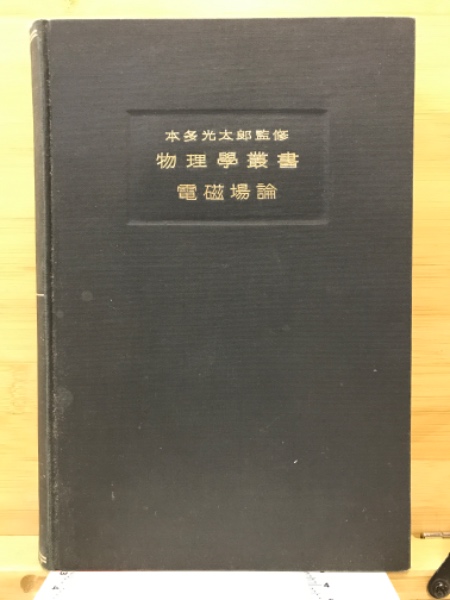 本多光太郎監修
物理學叢書
電磁場論